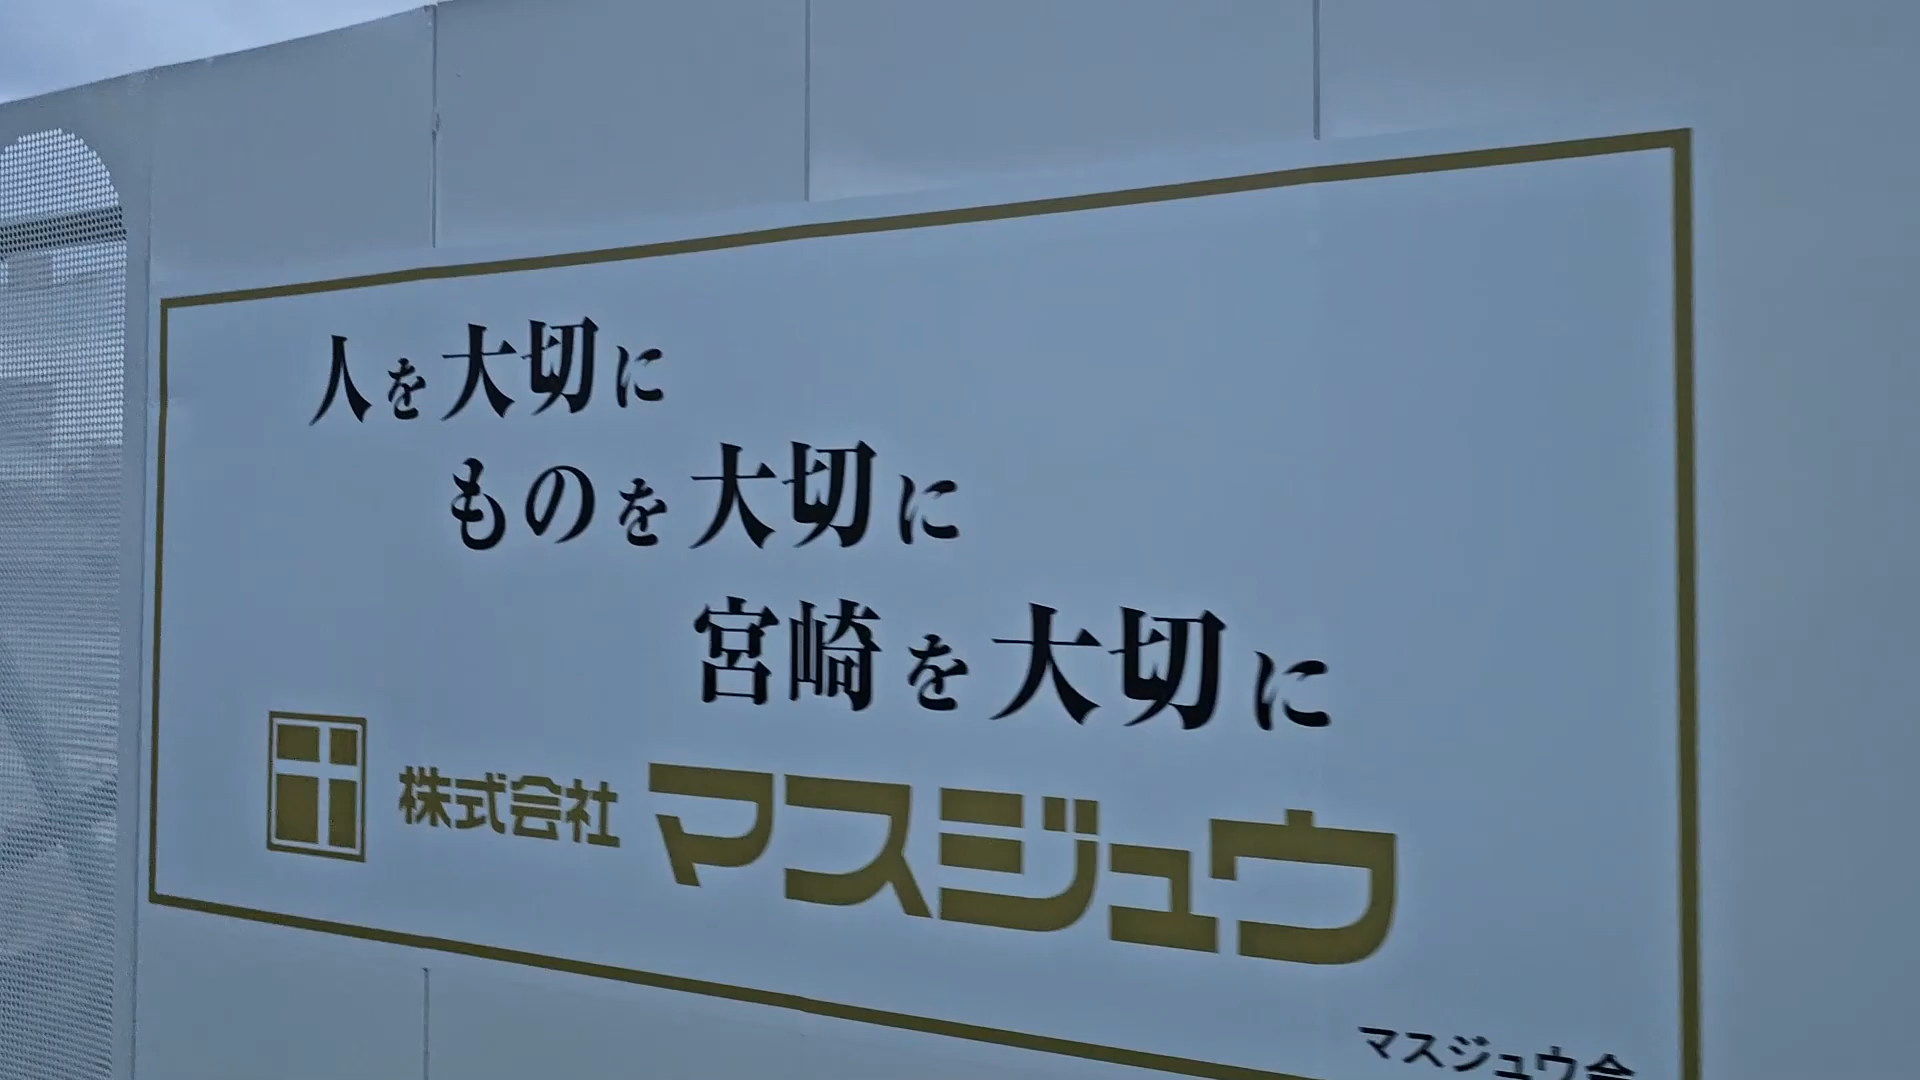 人を大切に
ものを大切に
宮崎を大切に
株式会社 マスジュウ
マスジュウ会